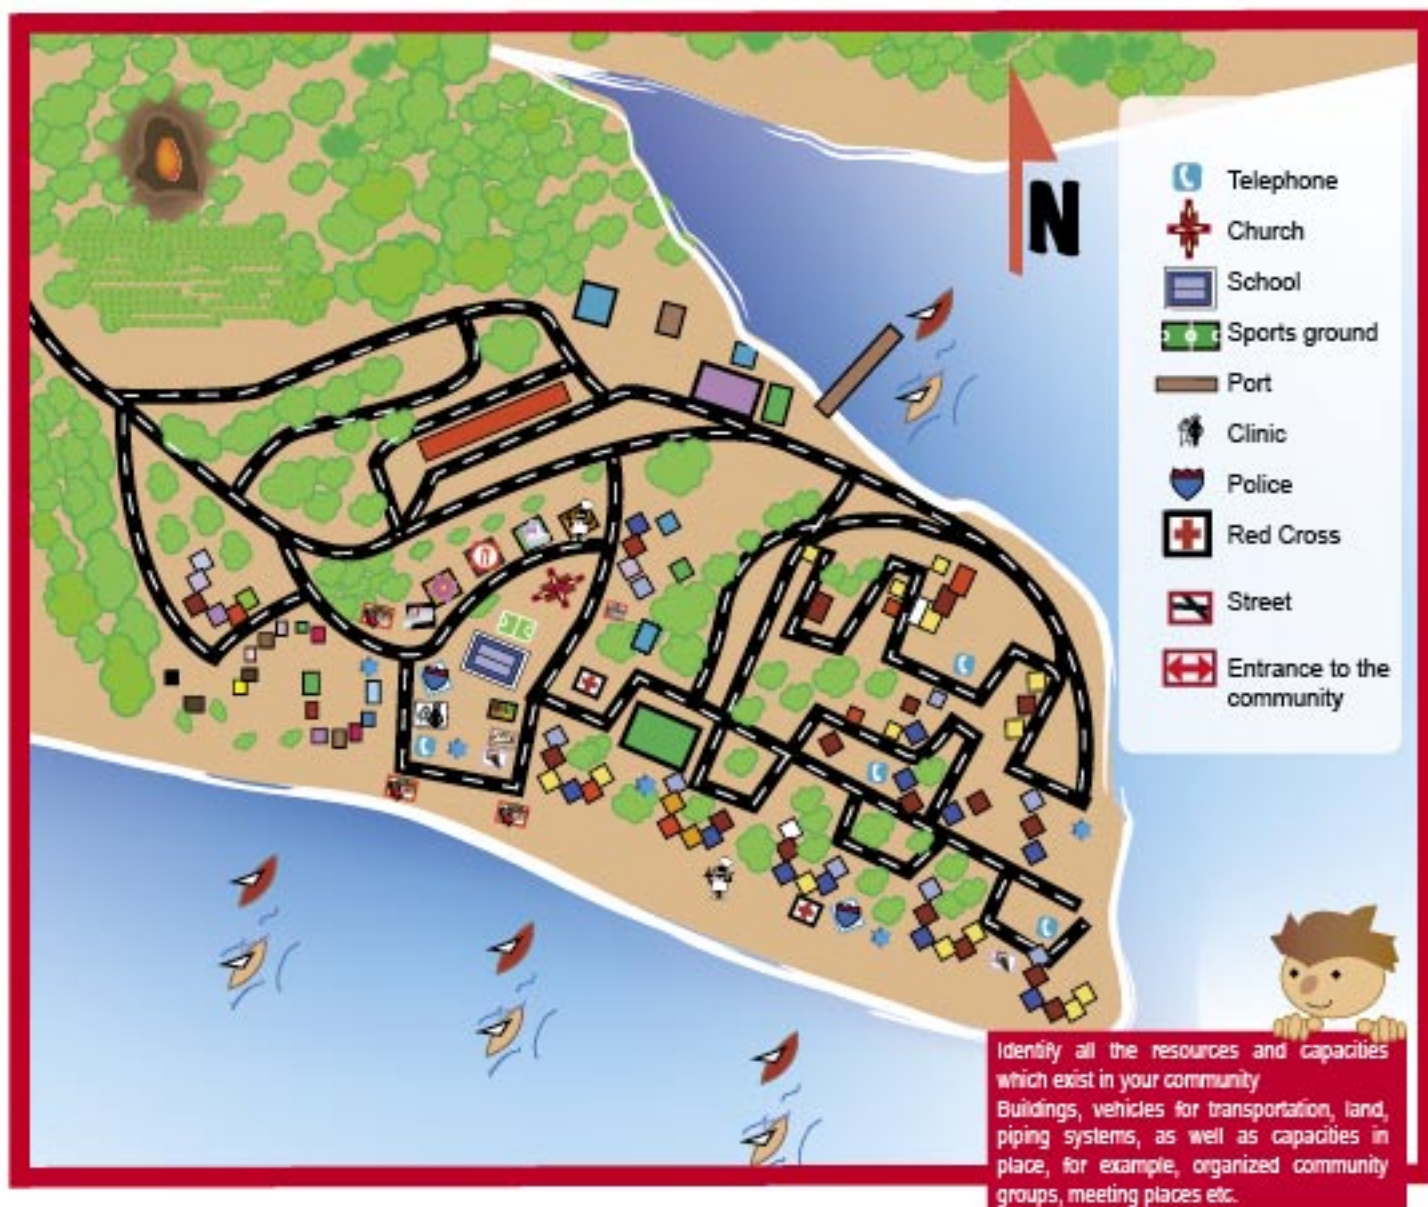 N
Telephone
Church
School
Sports ground
Port
Clinic
Police
Red Cross
Street
Entrance to the
community
Identify all the resources and capacities
which exist in your community
Buildings, vehicles for transportation, land,
piping systems, as well as capacities in
place, for example, organized community
groups, meeting places etc.